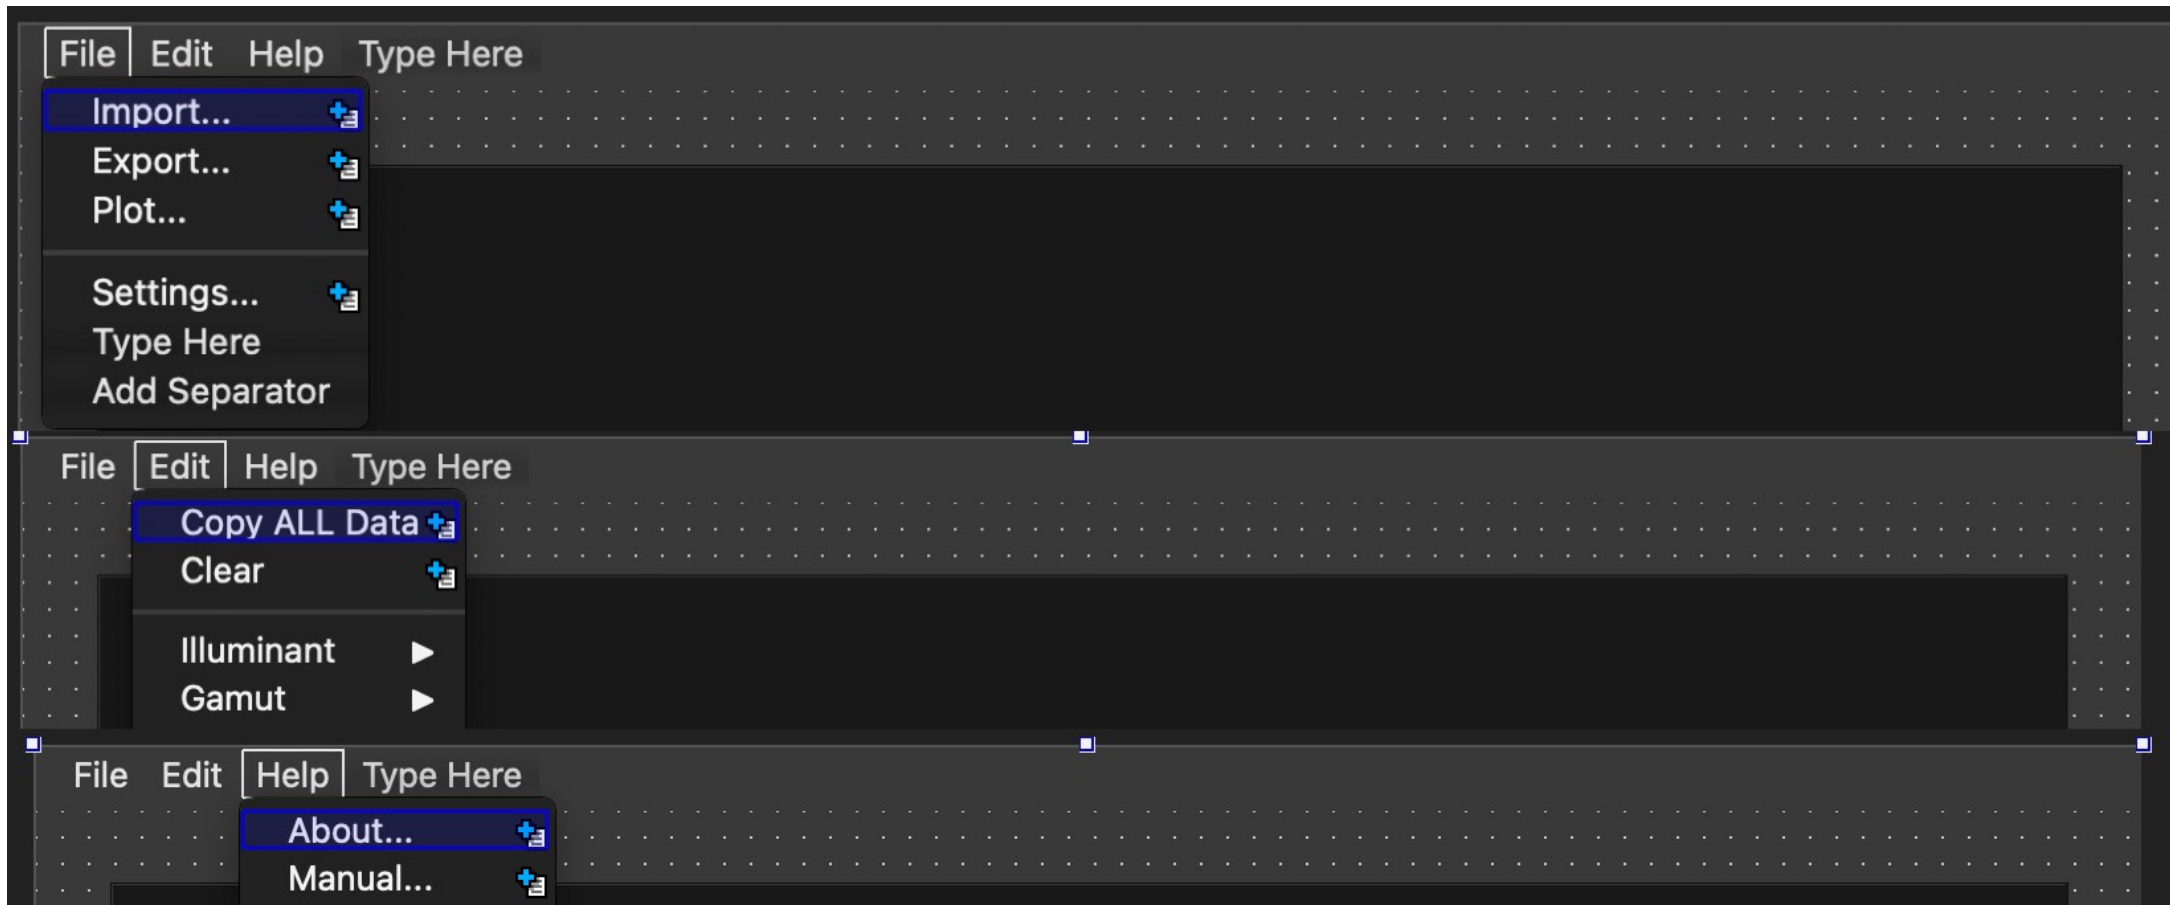 File Edit Help Type Here
Import...
Export...
Plot...
Settings...
Type Here
Add Separator
File Edit Help Type Here
Copy ALL Data
Clear
Illuminant
Gamut
File Edit Help Type Here
About...
Manual...